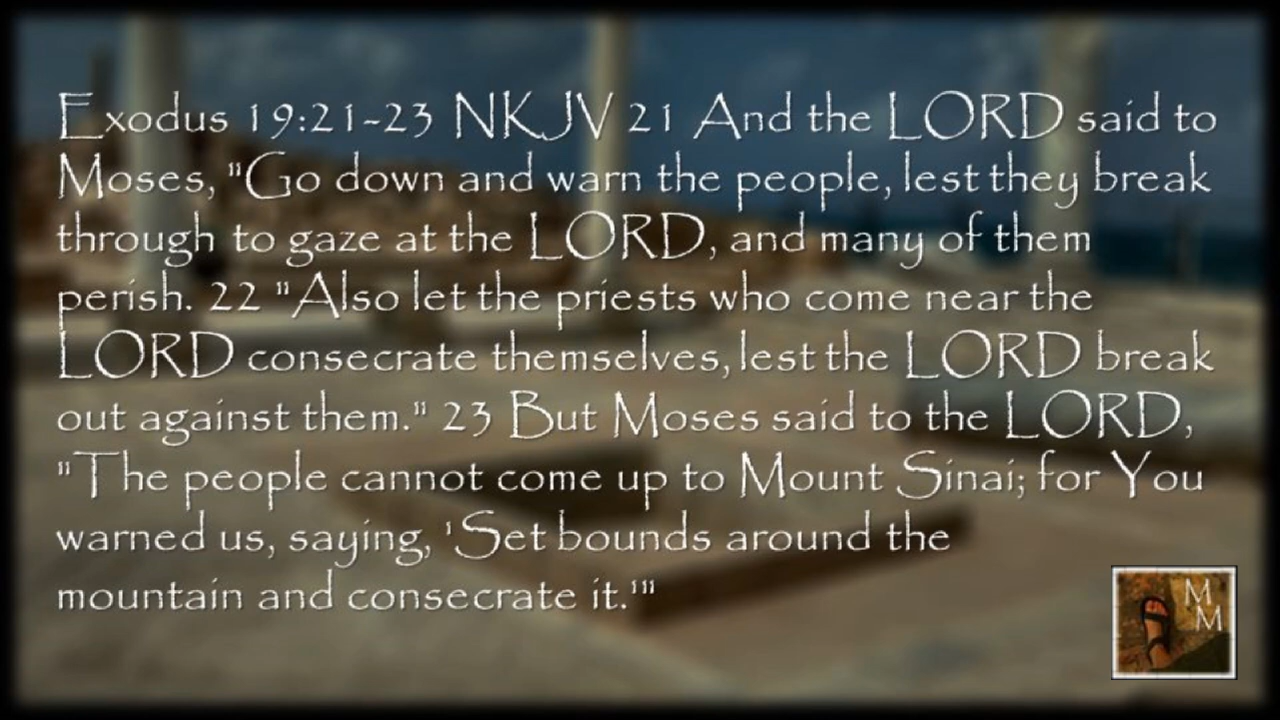 Exodus 19:21-23 NKJV 21 And the LORD said to
Moses, "Go down and warn the people, lest they break
through to gaze at the LORD, and many of them
perish. 22 "Also let the priests who come near the
LORD consecrate themselves, lest the LORD break
out against them." 23 But Moses said to the LORD,
"The people cannot come up to Mount Sinai; for You
warned us, saying, 'Set bounds around the
mountain and consecrate it.'"
M
M